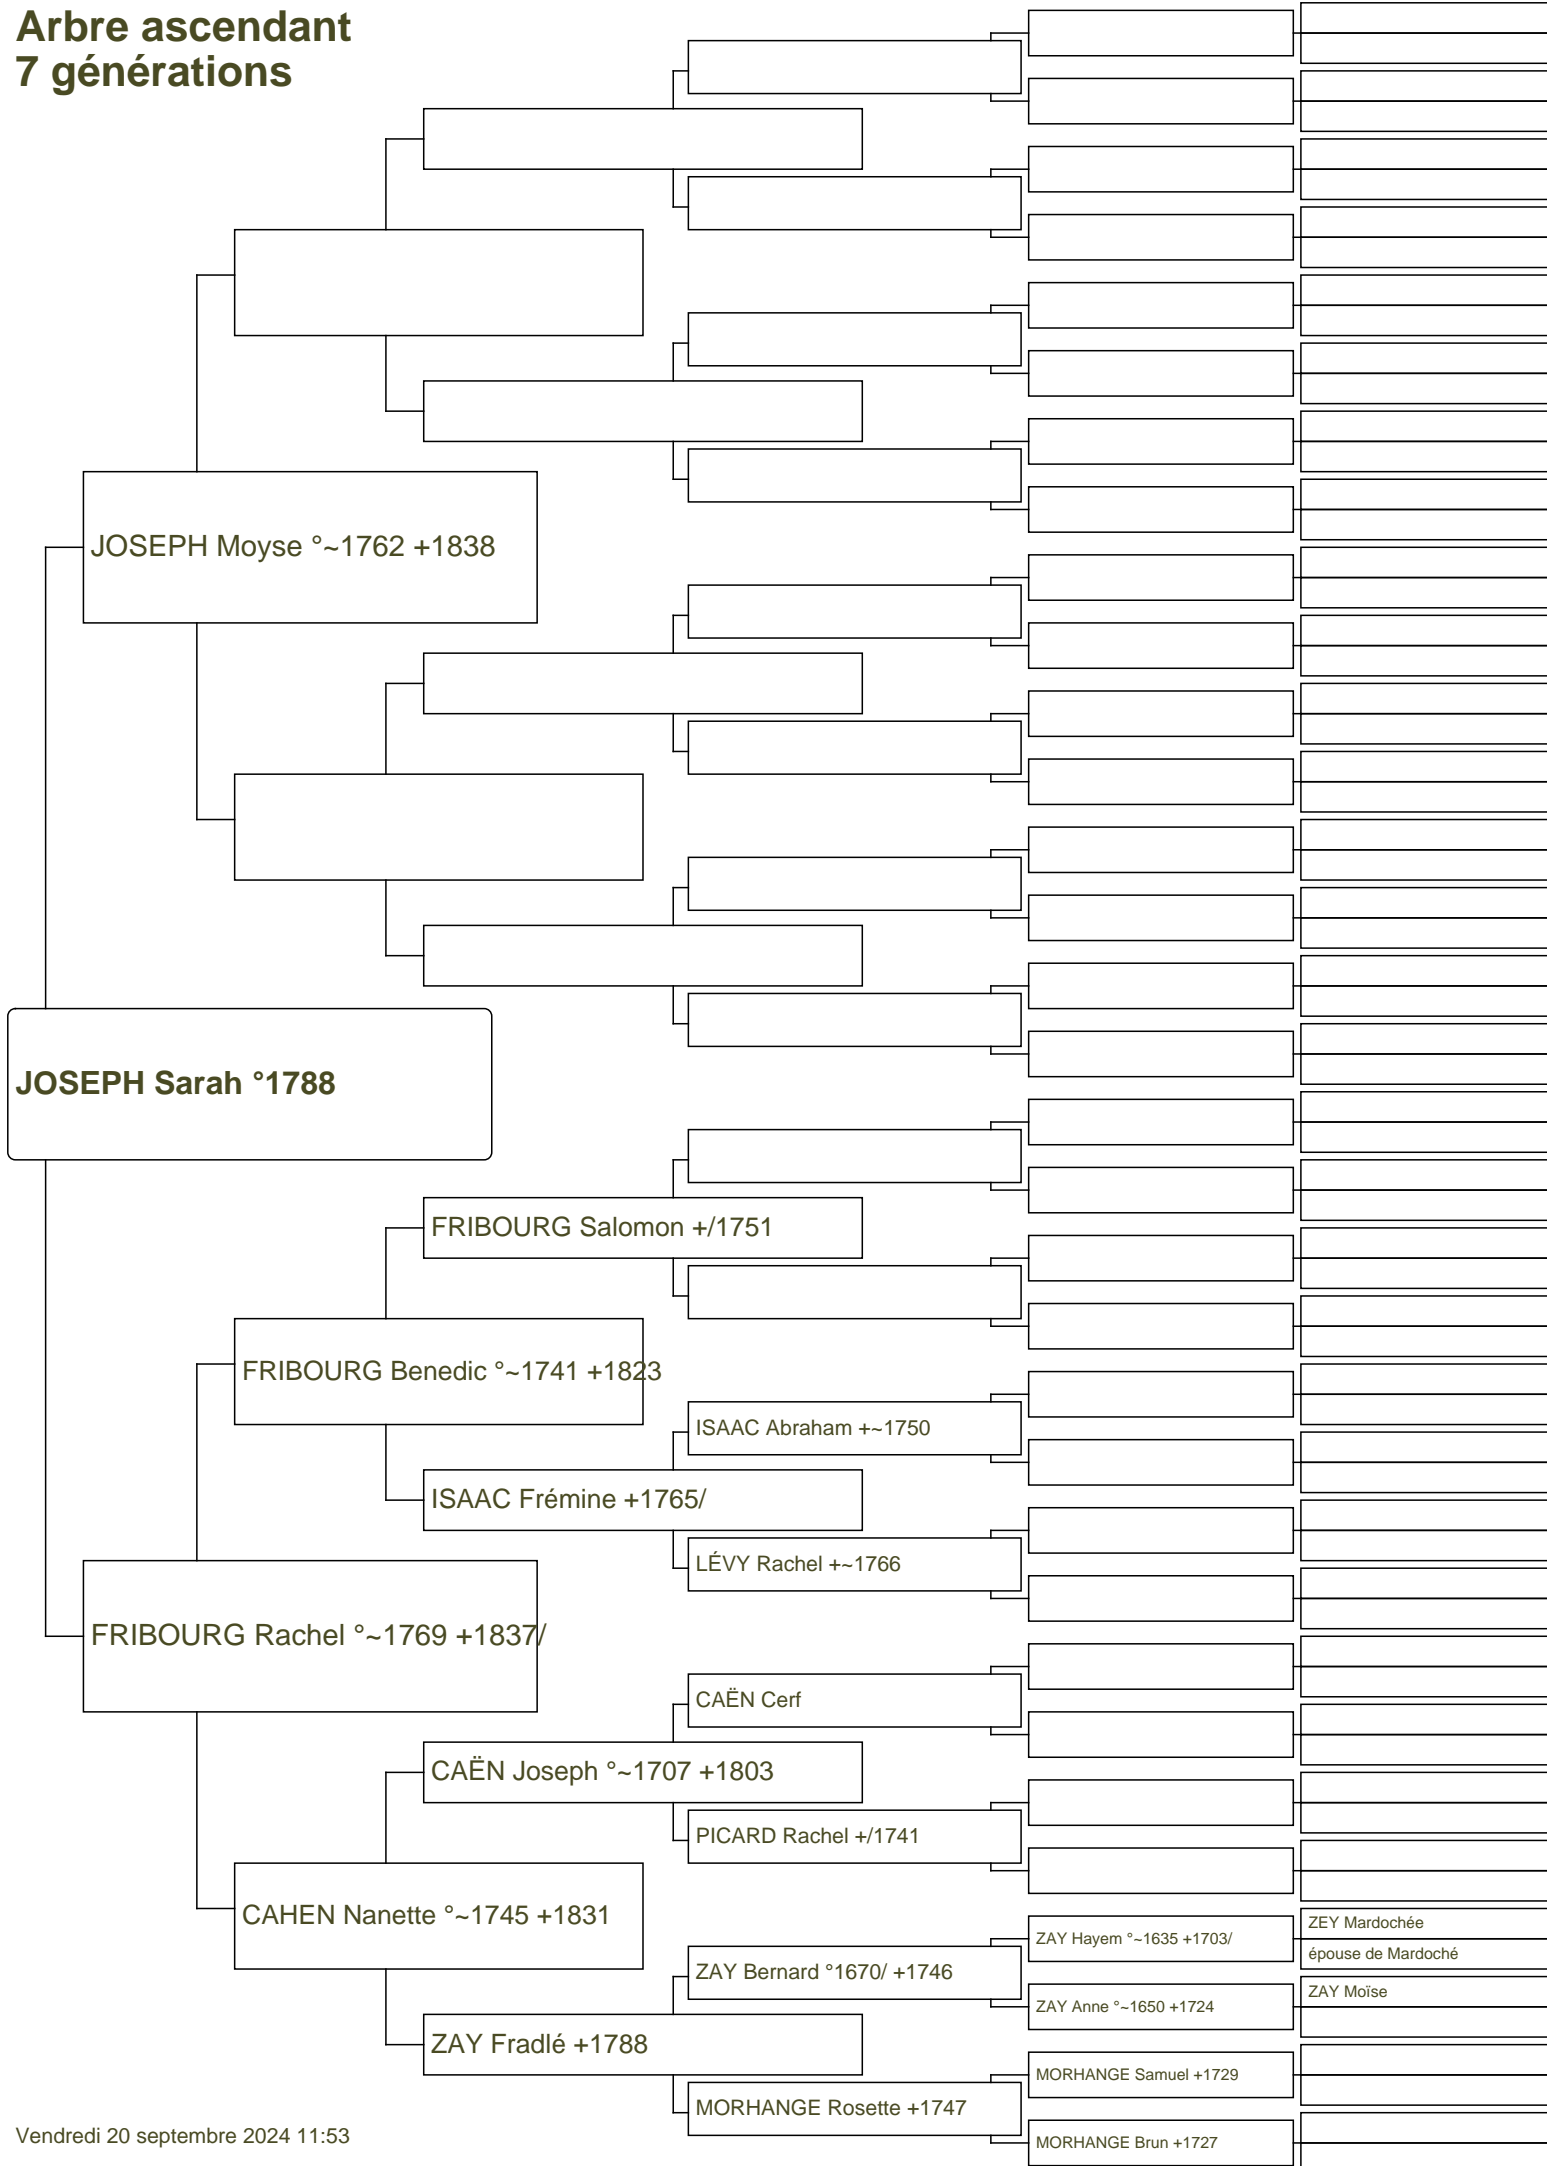 Arbre ascendant
7 générations
JOSEPH Moyse °~1762 +1838
JOSEPH Sarah °1788
FRIBOURG Salomon +/1751
FRIBOURG Benedic °~1741 +1823
ISAAC Abraham +~1750
ISAAC Frémine +1765/
LÉVY Rachel +~1766
FRIBOURG Rachel °~1769 +1837/
CAËN Cerf
CAËN Joseph °~1707 +1803
PICARD Rachel +/1741
CAHEN Nanette °~1745 +1831
ZEY Mardochée
ZAY Hayem °~1635 +1703/
épouse de Mardoché
ZAY Bernard °1670/ +1746
ZAY Moïse
ZAY Anne °~1650 +1724
ZAY Fradlé +1788
MORHANGE Samuel +1729
MORHANGE Rosette +1747
MORHANGE Brun +1727
Vendredi 20 septembre 2024 11:53